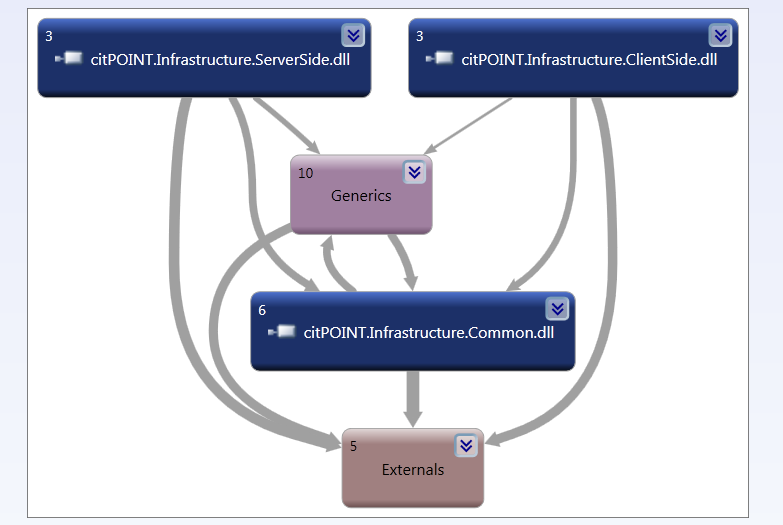 3
citPOINT.Infrastructure.ServerSide.dll
3
citPOINT.Infrastructure.ClientSide.dll
10
Generics
6
citPOINT.Infrastructure.Common.dll
5
Externals